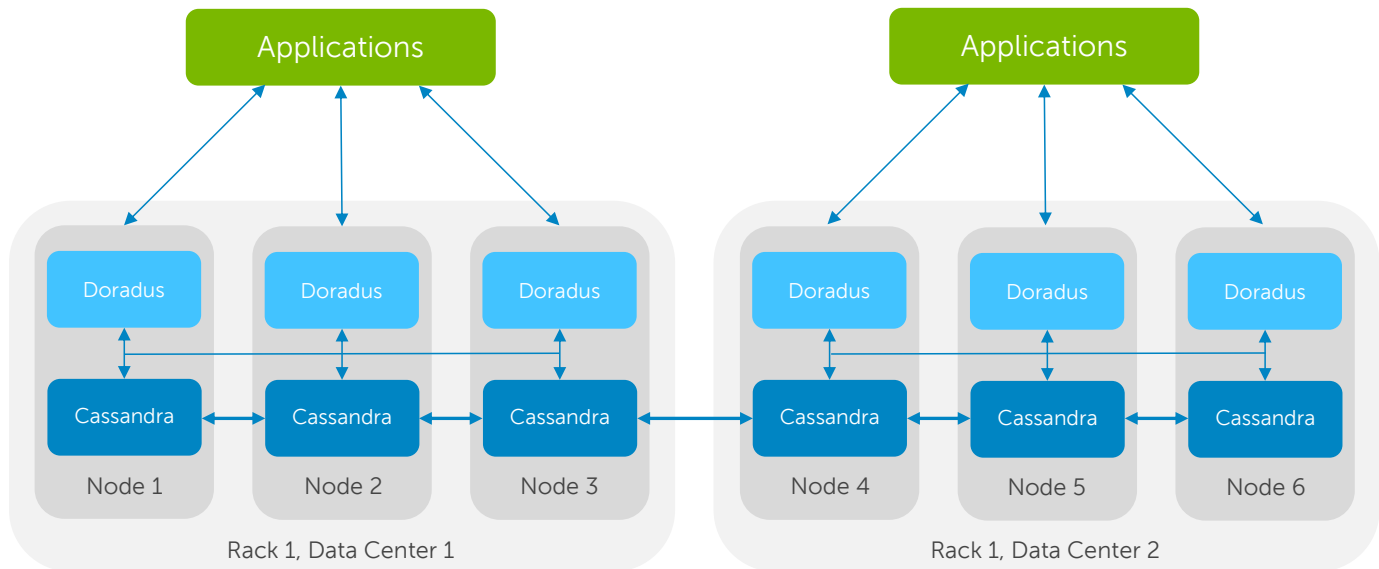 Applications
Applications
Doradus
Doradus
Doradus
Doradus
Doradus
Doradus
Cassandra
Cassandra
Cassandra
Cassandra
Cassandra
Cassandra
Node 1
Node 2
Node 3
Node 4
Node 5
Node 6
Rack 1, Data Center 1
Rack 1, Data Center 2